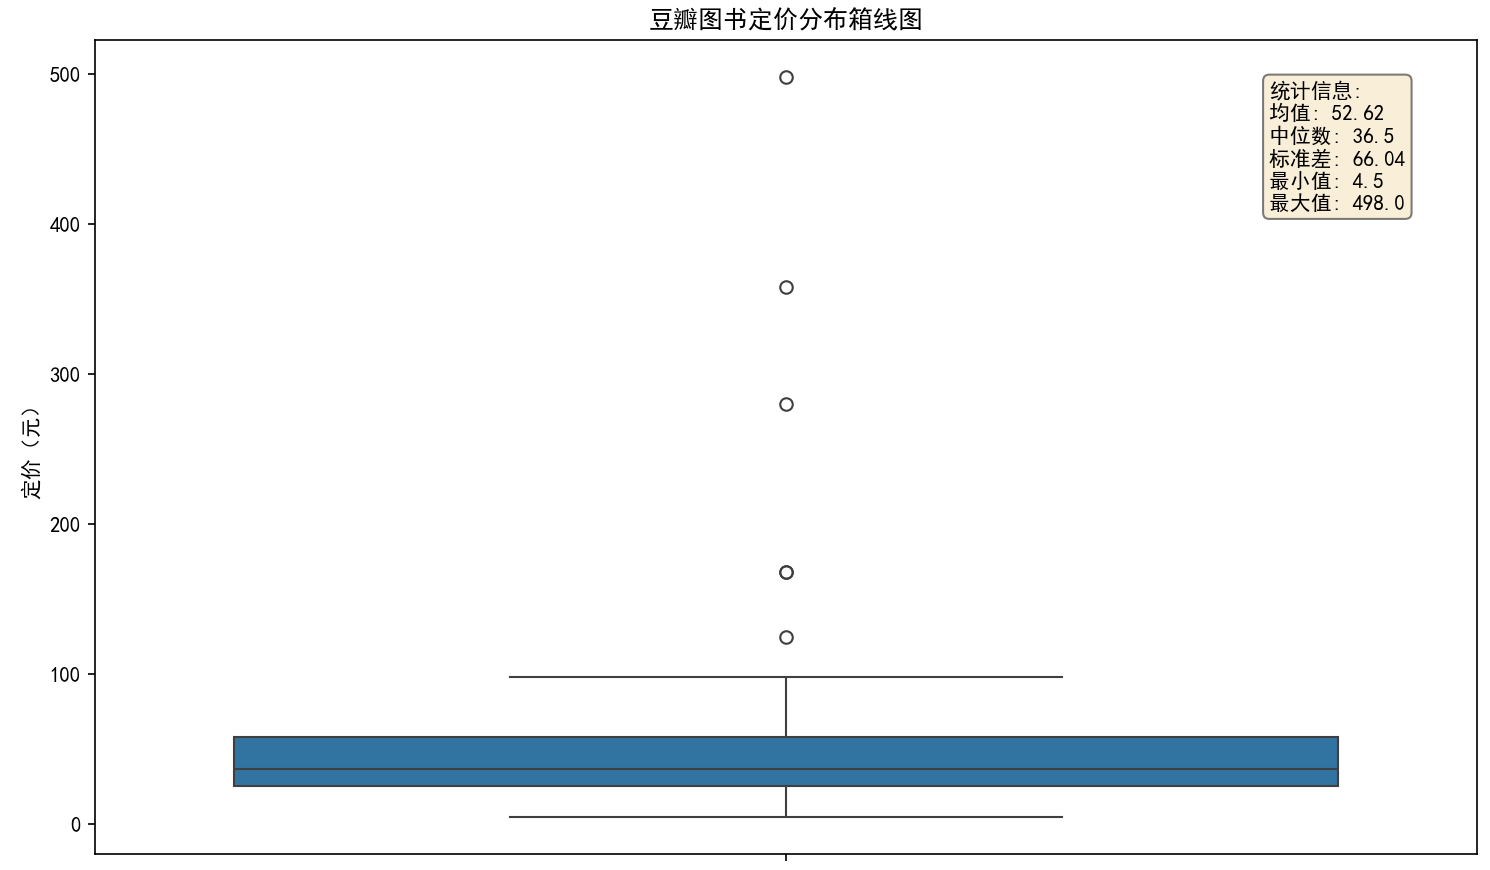 豆瓣图书定价分布箱线图
500
统计信息:
均值: 52.62
中位数: 36.5
标准差: 66.04
最小值: 4.5
最大值: 498.0
400
300
定价（元）
200
100
0